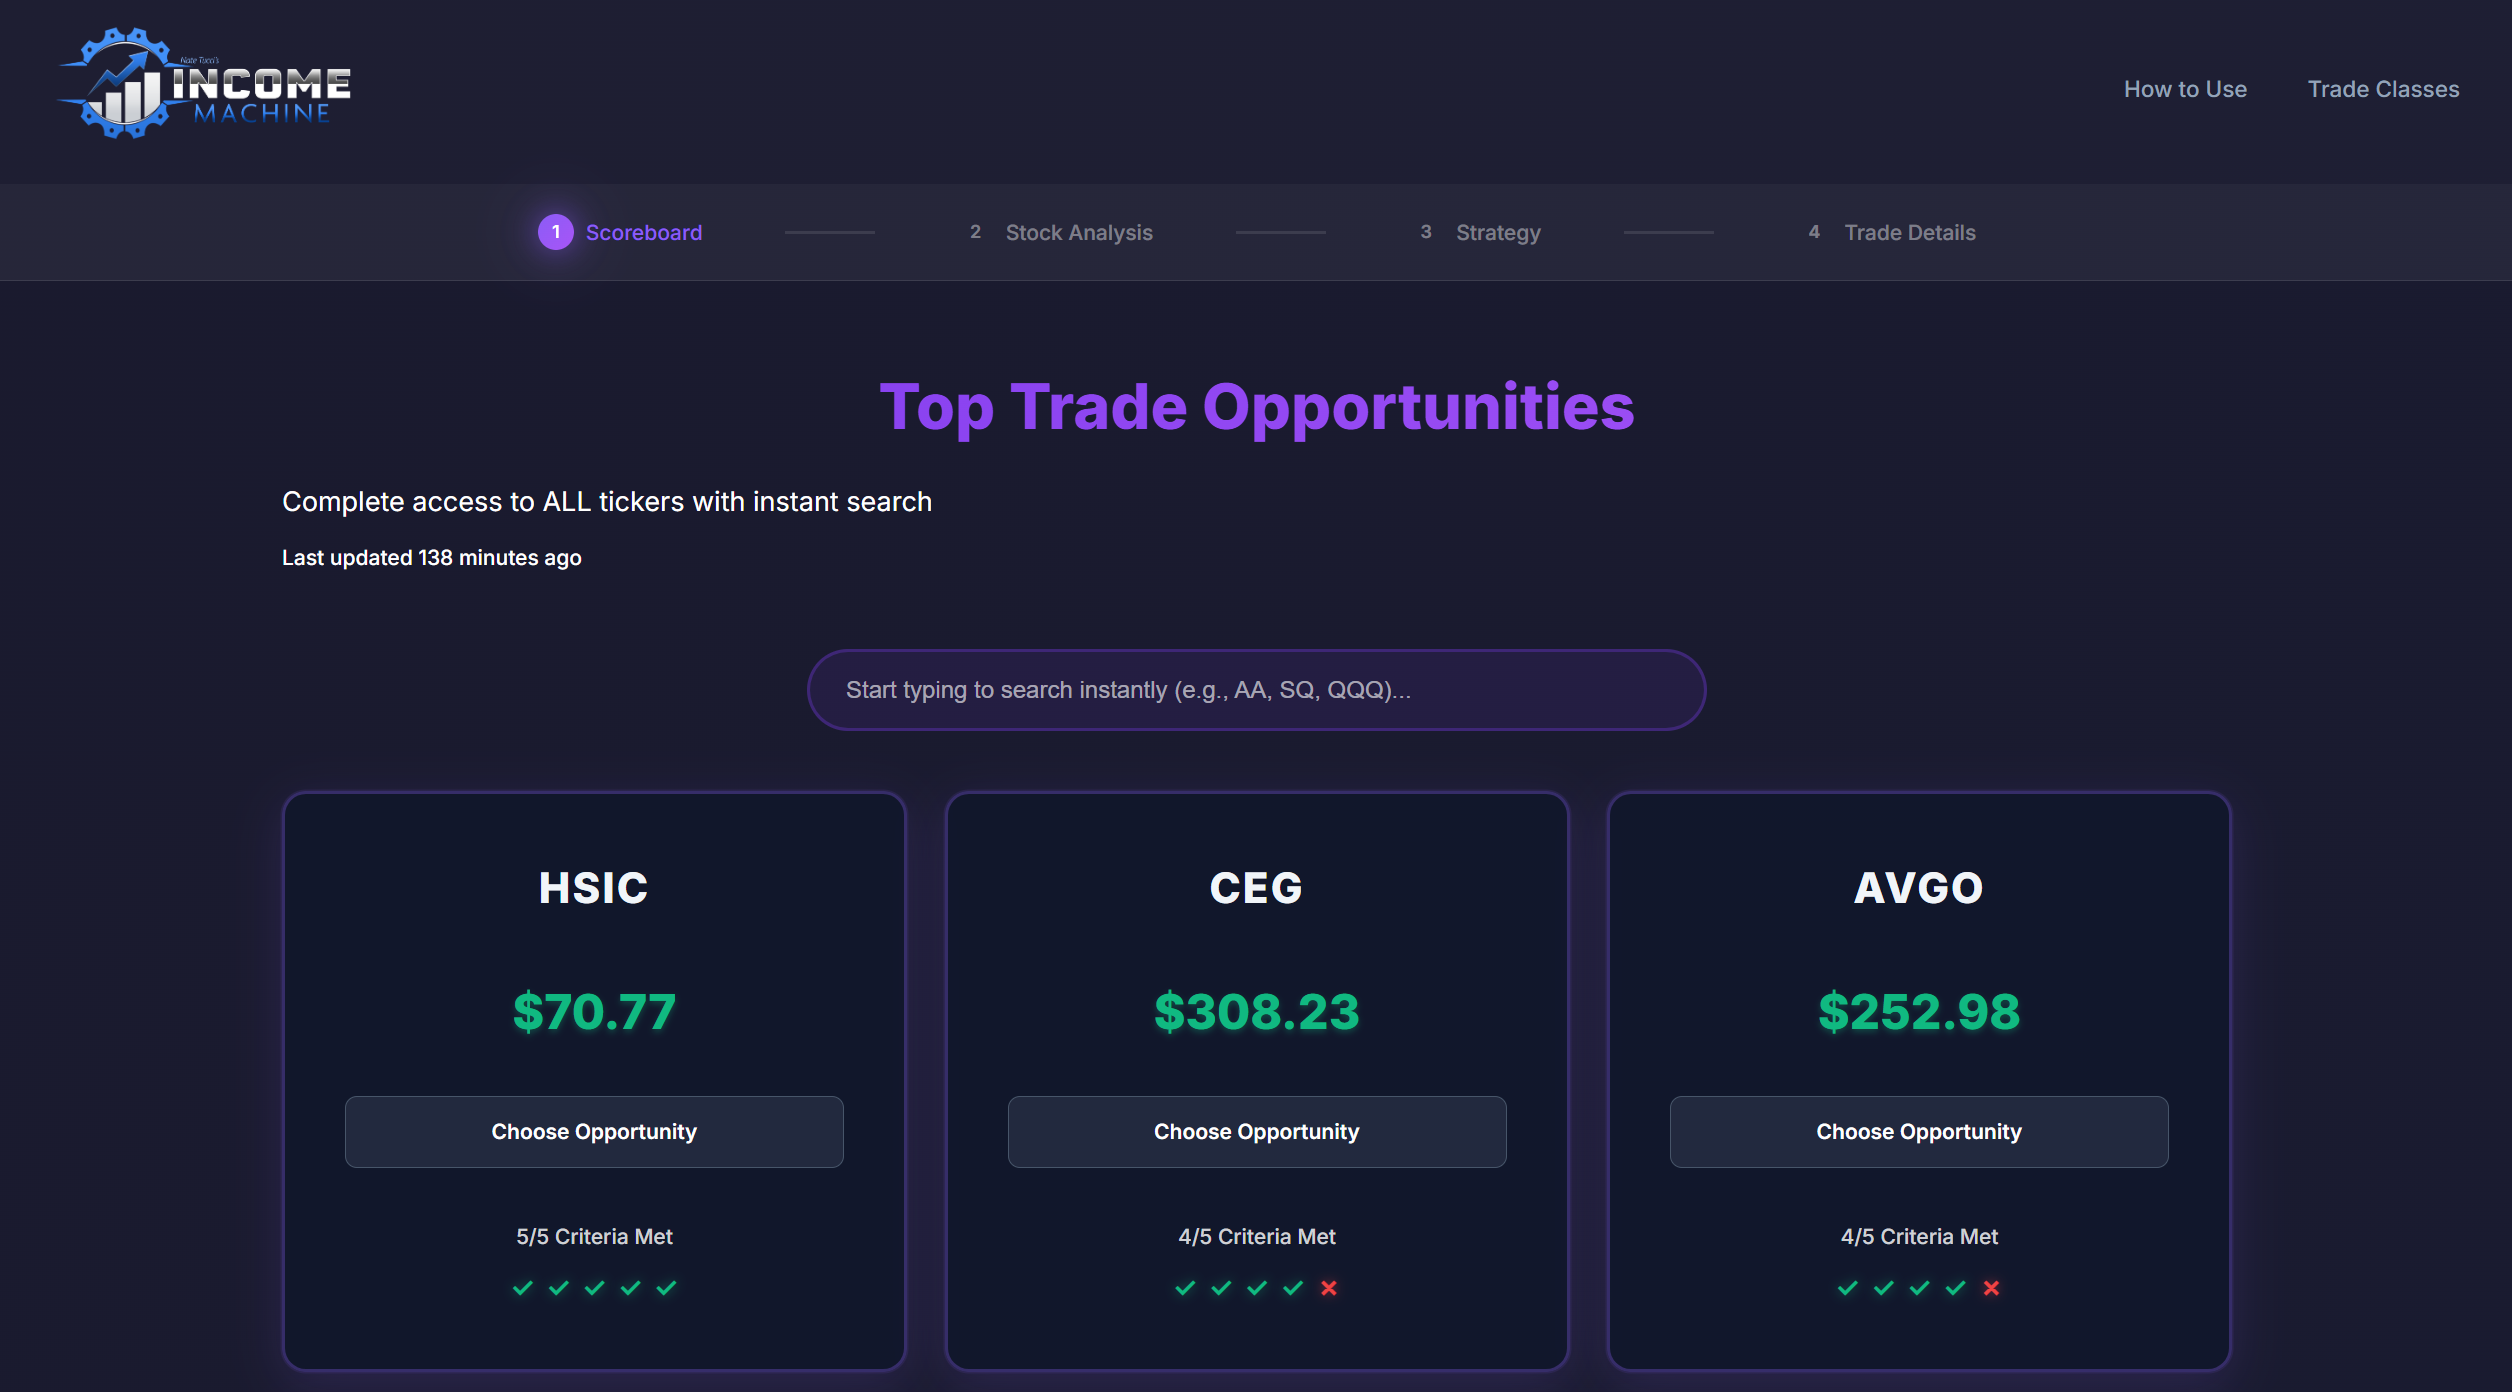 Nate Tucci's
INCOME
MACHINE
How to Use
Trade Classes
1 Scoreboard
2 Stock Analysis
3 Strategy
4 Trade Details
Top Trade Opportunities
Complete access to ALL tickers with instant search
Last updated 138 minutes ago
Start typing to search instantly (e.g., AA, SQ, QQQ)...
HSIC
$70.77
Choose Opportunity
5/5 Criteria Met
CEG
$308.23
Choose Opportunity
4/5 Criteria Met
AVGO
$252.98
Choose Opportunity
4/5 Criteria Met